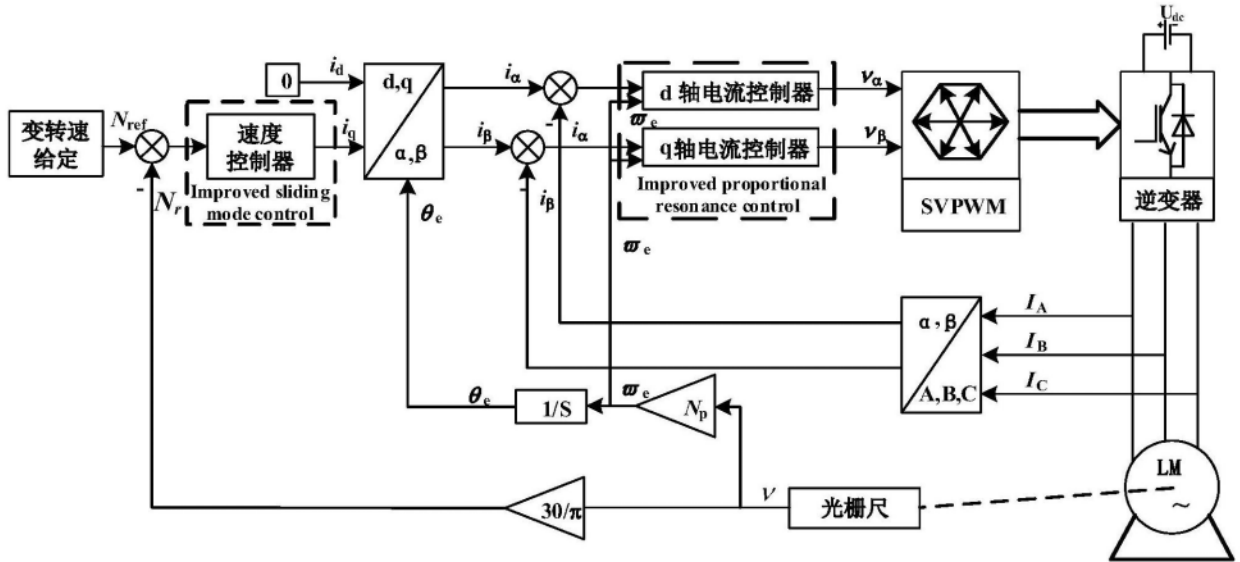 U_dc
0
i_d
d,q
α,β
i_α
d 轴电流控制器
ν_α
变转速
给定
N_ref
速度
控制器
i_q
i_β
i_α
ϖ_e
q轴电流控制器
ν_β
N_r
Improved sliding
mode control
i_β
Improved proportional
resonance control
SVPWM
逆变器
θ_e
ϖ_e
α,β
A,B,C
I_A
I_B
I_C
θ_e
1/S
ϖ_e
N_p
30/π
ν
光栅尺
LM
~